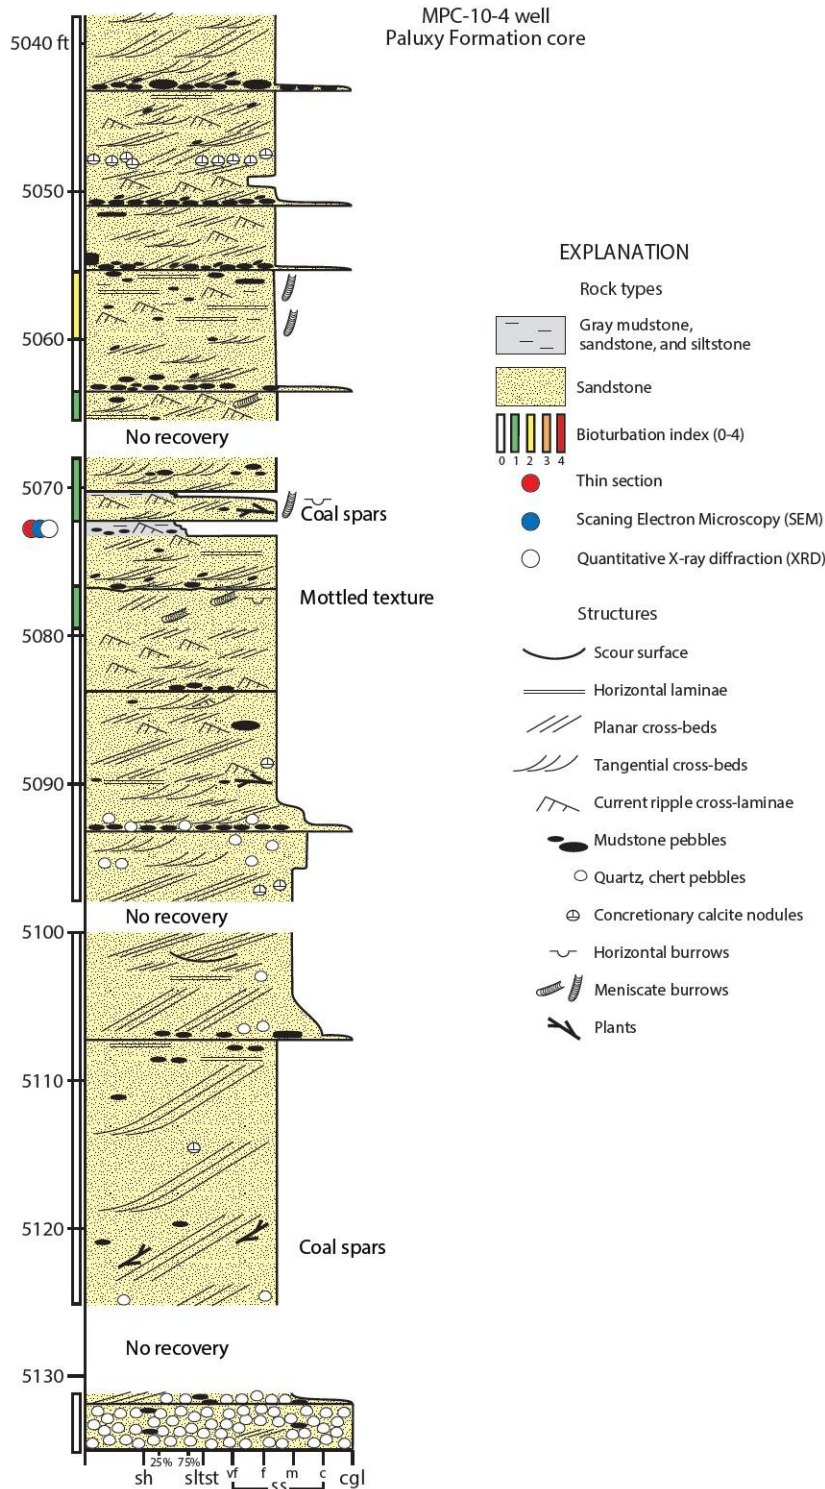 MPC-10-4 well
Paluxy Formation core
5040 ft
5050
5060
No recovery
5070
Coal spars
Mottled texture
5080
5090
No recovery
5100
5110
5120
Coal spars
No recovery
5130
25% 75% vf f m c
sh sltst ss cgl
EXPLANATION
Rock types
Gray mudstone,
sandstone, and siltstone
Sandstone
Bioturbation index (0-4)
0 1 2 3 4
Thin section
Scaning Electron Microscopy (SEM)
Quantitative X-ray diffraction (XRD)
Structures
Scour surface
Horizontal laminae
Planar cross-beds
Tangential cross-beds
Current ripple cross-laminae
Mudstone pebbles
Quartz, chert pebbles
Concretionary calcite nodules
Horizontal burrows
Meniscate burrows
Plants